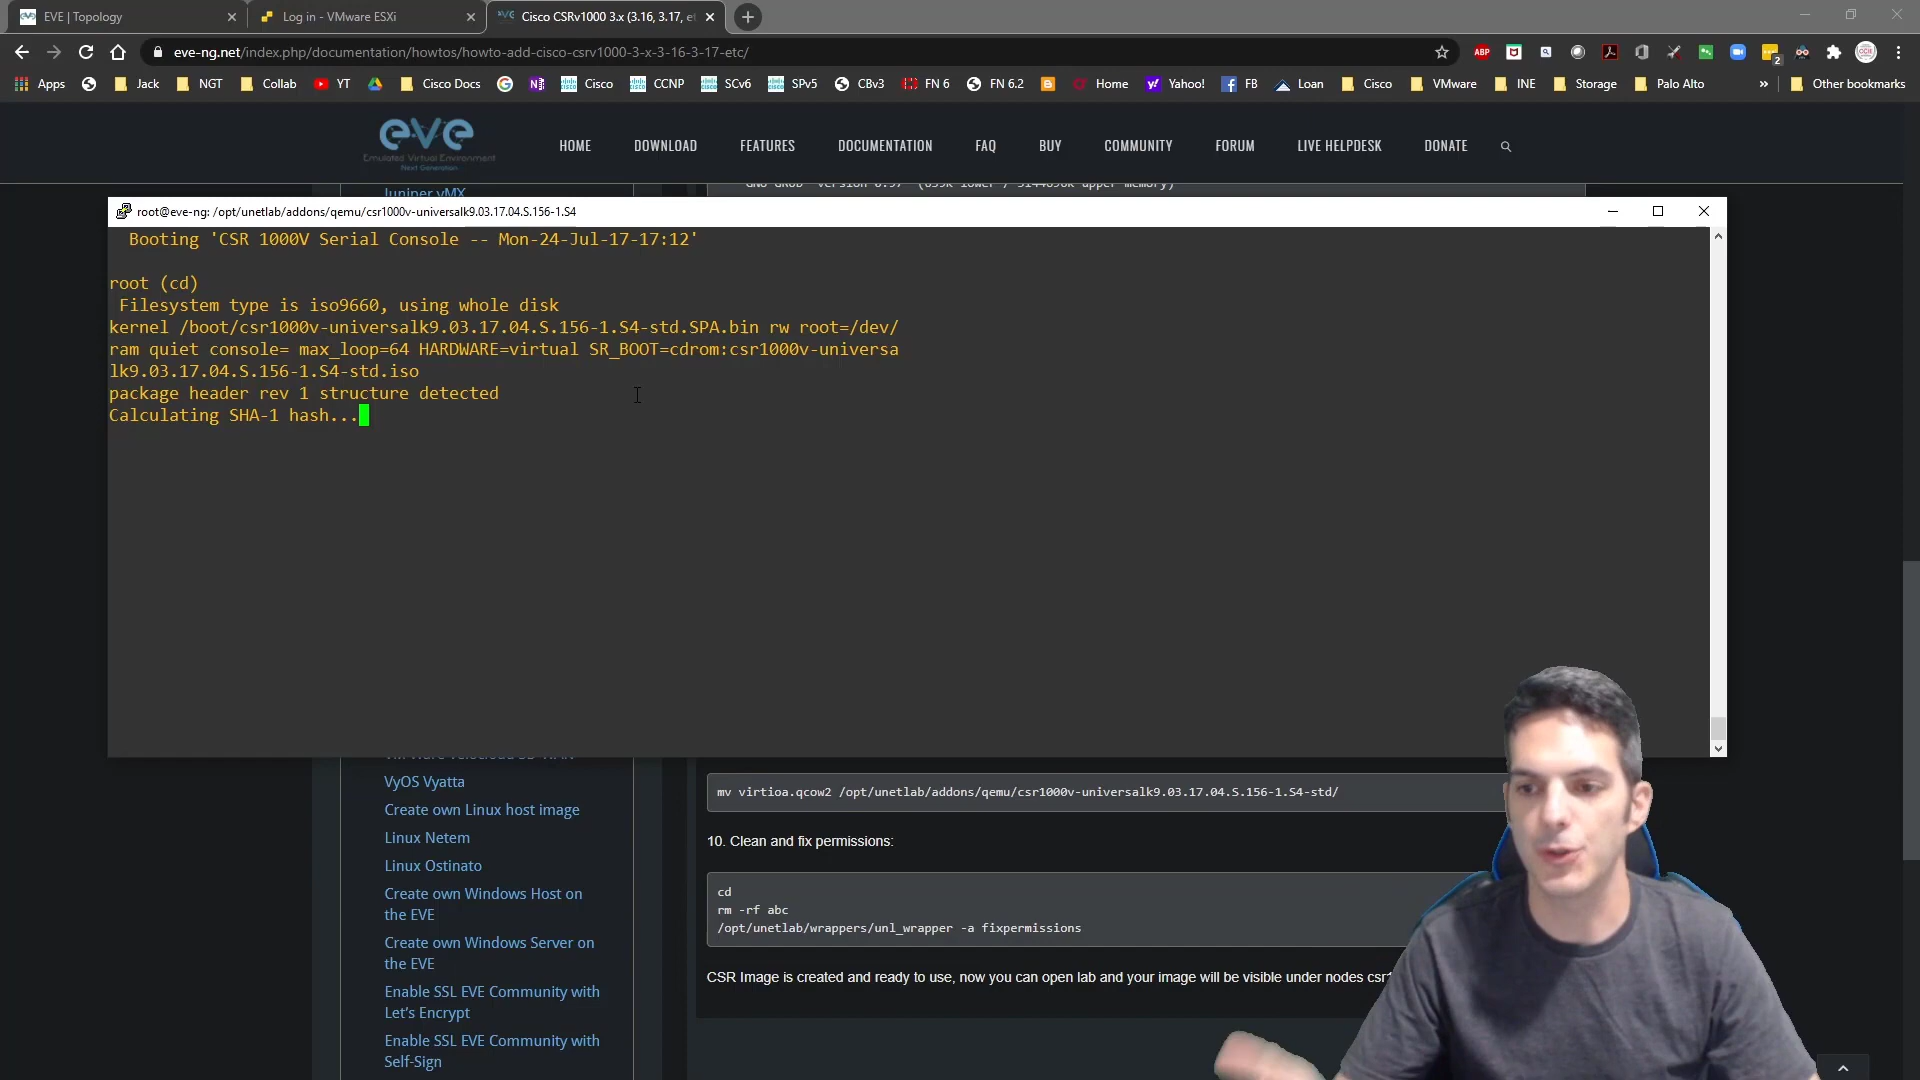 EVE | Topology
Log in - VMware ESXi
Cisco CSRv1000 3.x (3.16, 3.17, et
eve-ng.net/index.php/documentation/howtos/howto-add-cisco-csrv1000-3-x-3-16-3-17-etc/
ABP
2
Apps
Jack
NGT
Collab
YT
Cisco Docs
Cisco
CCNP
SCv6
SPv5
CBv3
FN 6
FN 6.2
Home
Yahoo!
FB
Loan
Cisco
VMware
INE
Storage
Palo Alto
»
Other bookmarks
eve
Emulated Virtual Environment
Next Generation
HOME
DOWNLOAD
FEATURES
DOCUMENTATION
FAQ
BUY
COMMUNITY
FORUM
LIVE HELPDESK
DONATE
Juniper vMX
root@eve-ng: /opt/unetlab/addons/qemu/csr1000v-universalk9.03.17.04.S.156-1.S4
Booting 'CSR 1000V Serial Console -- Mon-24-Jul-17-17:12'
root (cd)
Filesystem type is iso9660, using whole disk
kernel /boot/csr1000v-universalk9.03.17.04.S.156-1.S4-std.SPA.bin rw root=/dev/
ram quiet console= max_loop=64 HARDWARE=virtual SR_BOOT=cdrom:csr1000v-universa
lk9.03.17.04.S.156-1.S4-std.iso
package header rev 1 structure detected
Calculating SHA-1 hash...
VyOS Vyatta
Create own Linux host image
Linux Netem
Linux Ostinato
Create own Windows Host on
the EVE
Create own Windows Server on
the EVE
Enable SSL EVE Community with
Let's Encrypt
Enable SSL EVE Community with
Self-Sign
mv virtioa.qcow2 /opt/unetlab/addons/qemu/csr1000v-universalk9.03.17.04.S.156-1.S4-std/
10. Clean and fix permissions:
cd
rm -rf abc
/opt/unetlab/wrappers/unl_wrapper -a fixpermissions
CSR Image is created and ready to use, now you can open lab and your image will be visible under nodes csr1